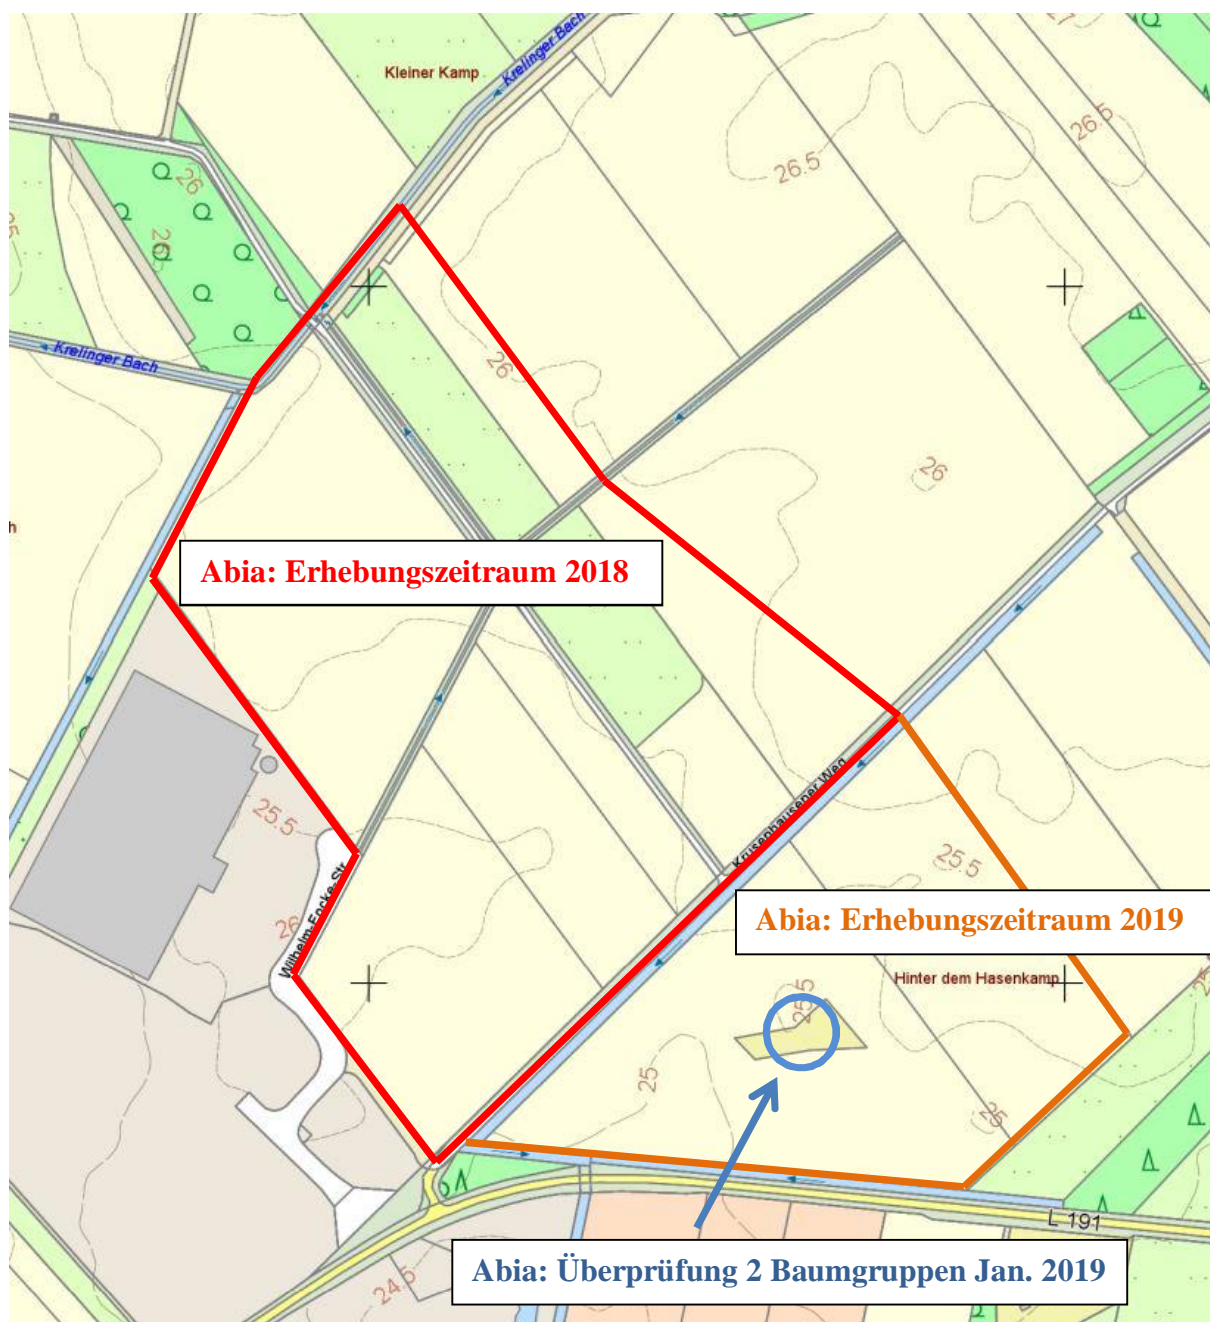 Krelinger Bach
27
Kleiner Kamp
26.5
26.5
26
25
26
Krelinger Bach
26
26
h
Abia: Erhebungszeitraum 2018
25.5
Krusenhausener Weg
25.5
Wilhelm-Focke-Str.
26
Abia: Erhebungszeitraum 2019
Hinter dem Hasenkamp
25.5
25
25
25
L 191
24.5
Abia: Überprüfung 2 Baumgruppen Jan. 2019